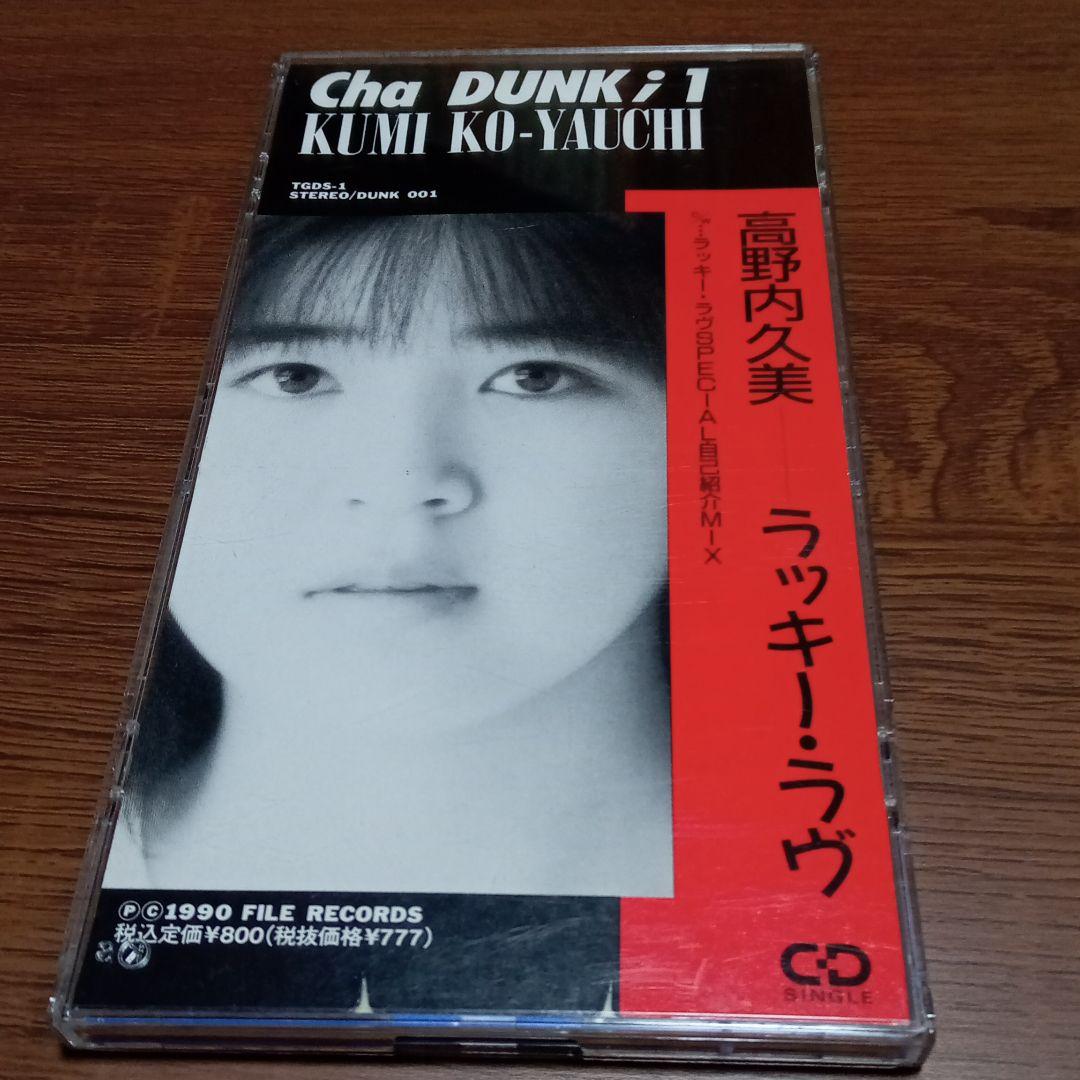 Cha DUNK ; 1
KUMI KO-YAUCHI
TGDS-1
STEREO/DUNK 001
高野内久美
ラッキー・ラヴ
c/w…ラッキー・ラヴSPECIAL自己紹介MIX
ⓅⒸ1990 FILE RECORDS
税込定価¥800(税抜価格¥777)
CD
SINGLE